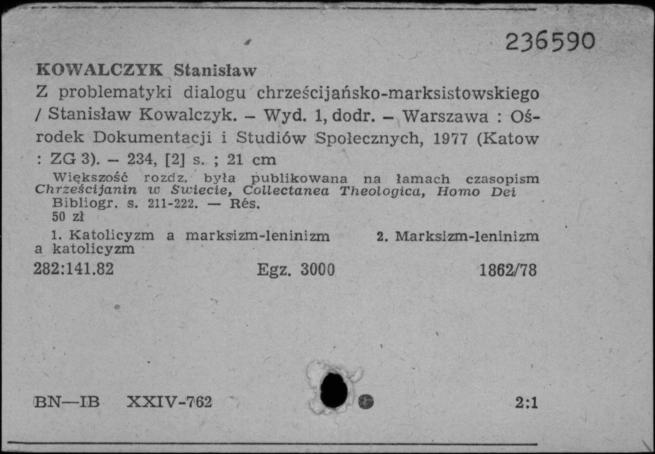 236590
KOWALCZYK Stanisław
Z problematyki dialogu chrześcijańsko-marksistowskiego
/ Stanisław Kowalczyk. – Wyd. 1, dodr. – Warszawa : Oś-
rodek Dokumentacji i Studiów Społecznych, 1977 (Katow
: ZG 3). – 234, [2] s. ; 21 cm
Większość rozdz. była publikowana na łamach czasopism
Chrześcijanin w Świecie, Collectanea Theologica, Homo Dei
Bibliogr. s. 211-222. — Rés.
50 zł
1. Katolicyzm a marksizm-leninizm 2. Marksizm-leninizm
a katolicyzm
282:141.82 Egz. 3000 1862/78
BN—IB XXIV-762 2:1